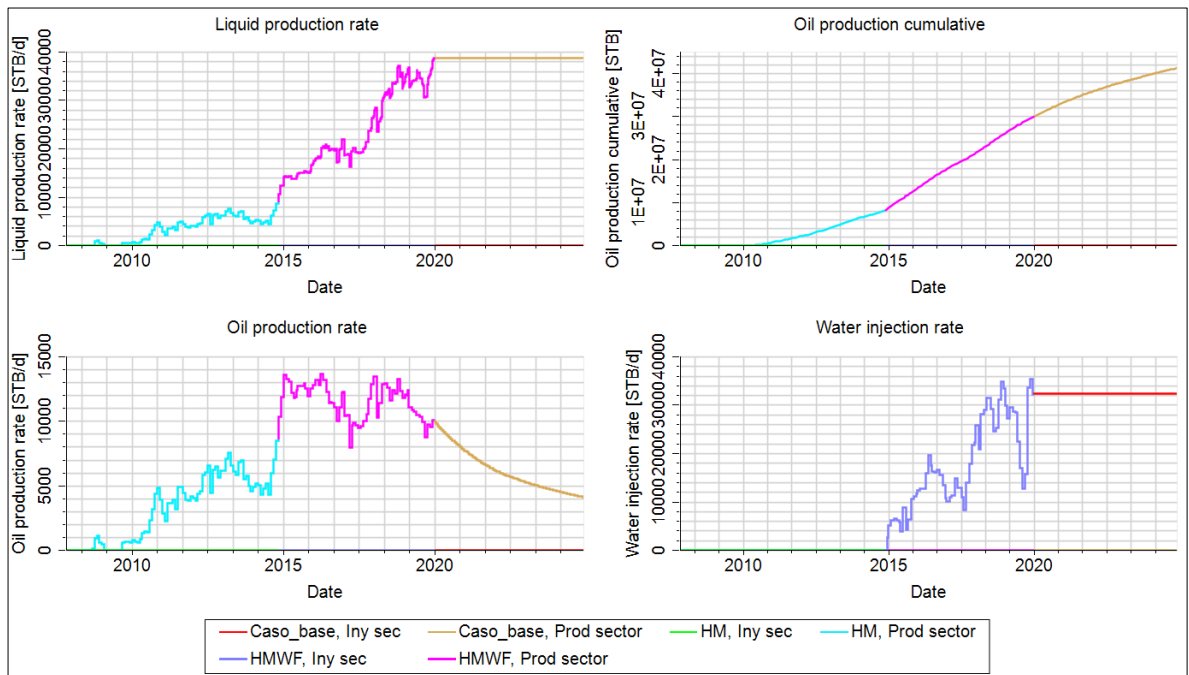 Liquid production rate
Liquid production rate [STB/d]
0 10000 20000 30000 40000
2010 2015 2020
Date
Oil production cumulative
Oil production cumulative [STB]
0 1E+07 2E+07 3E+07 4E+07
2010 2015 2020
Date
Oil production rate
Oil production rate [STB/d]
0 5000 10000 15000
2010 2015 2020
Date
Water injection rate
Water injection rate [STB/d]
0 10000 20000 30000 40000
2010 2015 2020
Date
Caso_base, Iny sec Caso_base, Prod sector HM, Iny sec HM, Prod sector
HMWF, Iny sec HMWF, Prod sector